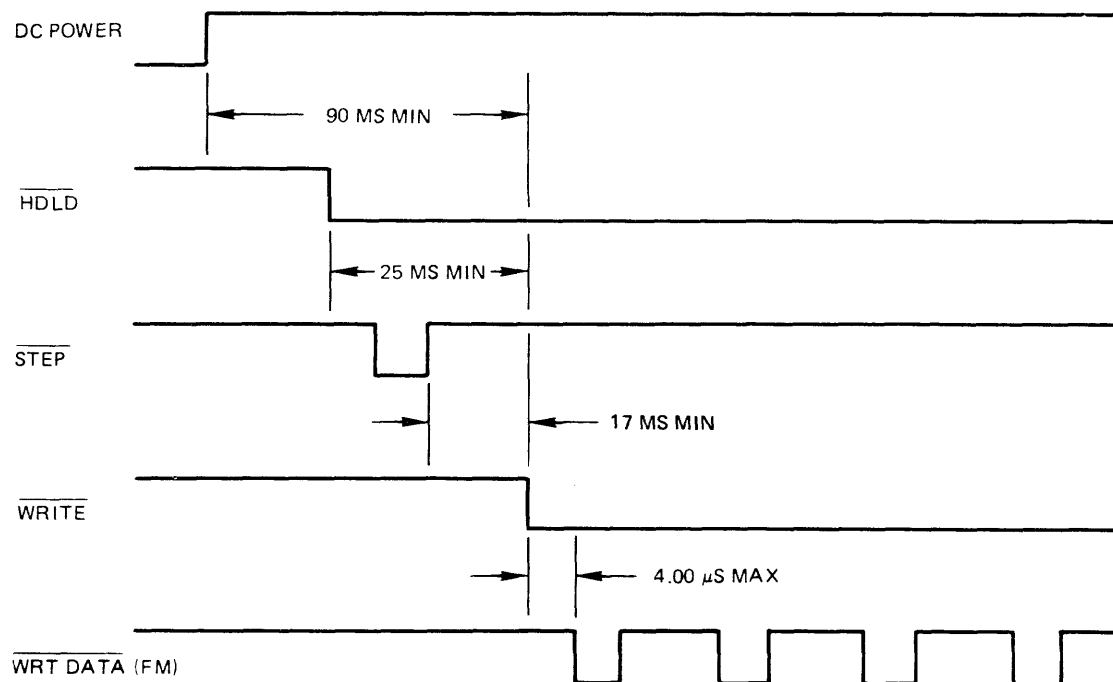 DC POWER
90 MS MIN
HDLD
25 MS MIN
STEP
17 MS MIN
WRITE
4.00 µS MAX
WRT DATA (FM)